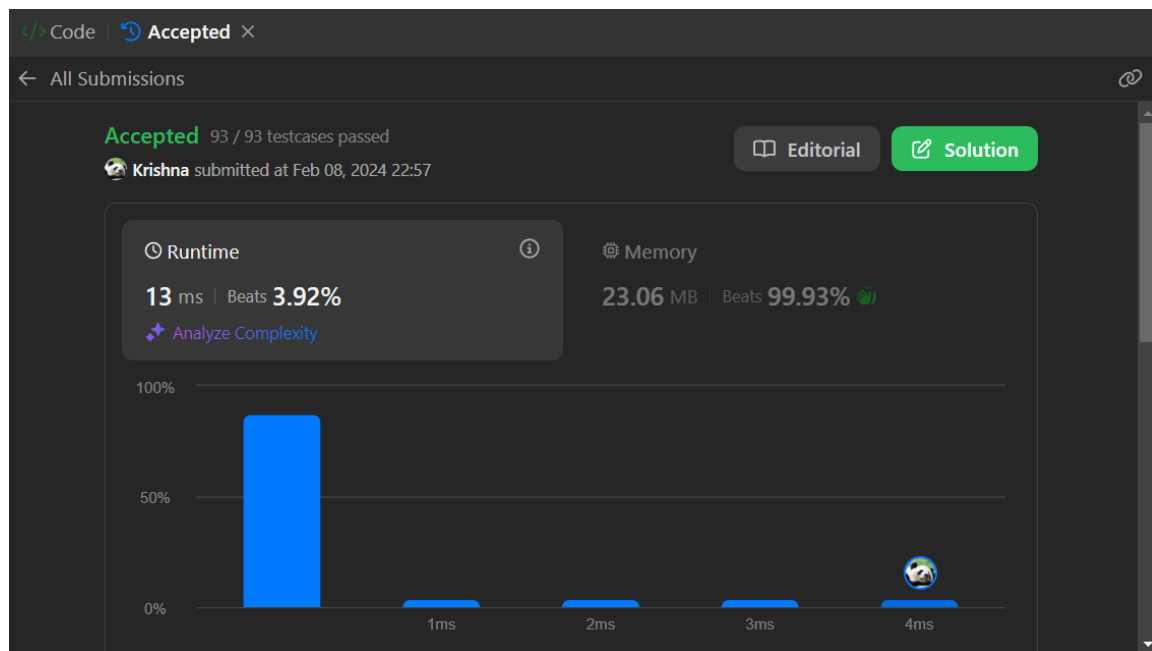 </> Code Accepted ×
← All Submissions
Accepted 93 / 93 testcases passed
Krishna submitted at Feb 08, 2024 22:57
Editorial
Solution
Runtime
13 ms | Beats 3.92%
Analyze Complexity
Memory
23.06 MB | Beats 99.93%
100%
50%
0%
1ms
2ms
3ms
4ms